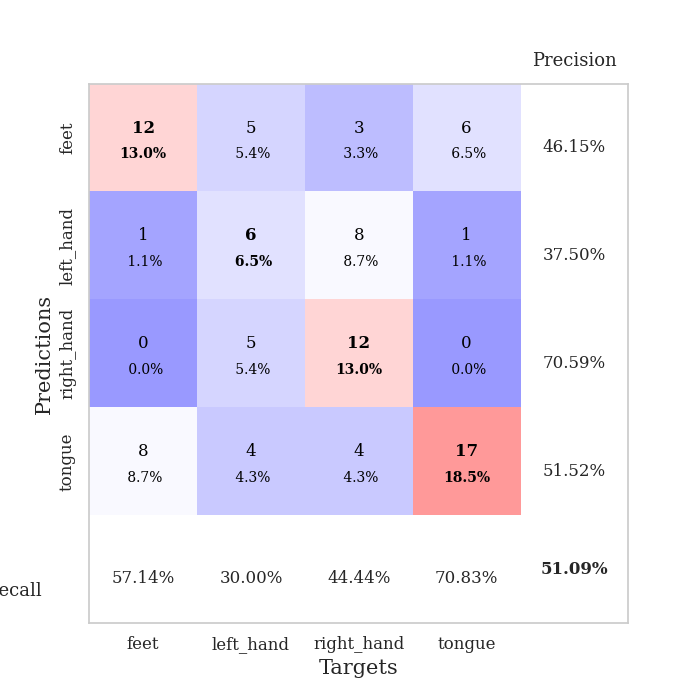 Precision
feet 12 5 3 6
13.0% 5.4% 3.3% 6.5% 46.15%
left_hand 1 6 8 1
1.1% 6.5% 8.7% 1.1% 37.50%
Predictions
right_hand 0 5 12 0
0.0% 5.4% 13.0% 0.0% 70.59%
tongue 8 4 4 17
8.7% 4.3% 4.3% 18.5% 51.52%
ecall 57.14% 30.00% 44.44% 70.83% 51.09%
feet left_hand right_hand tongue
Targets